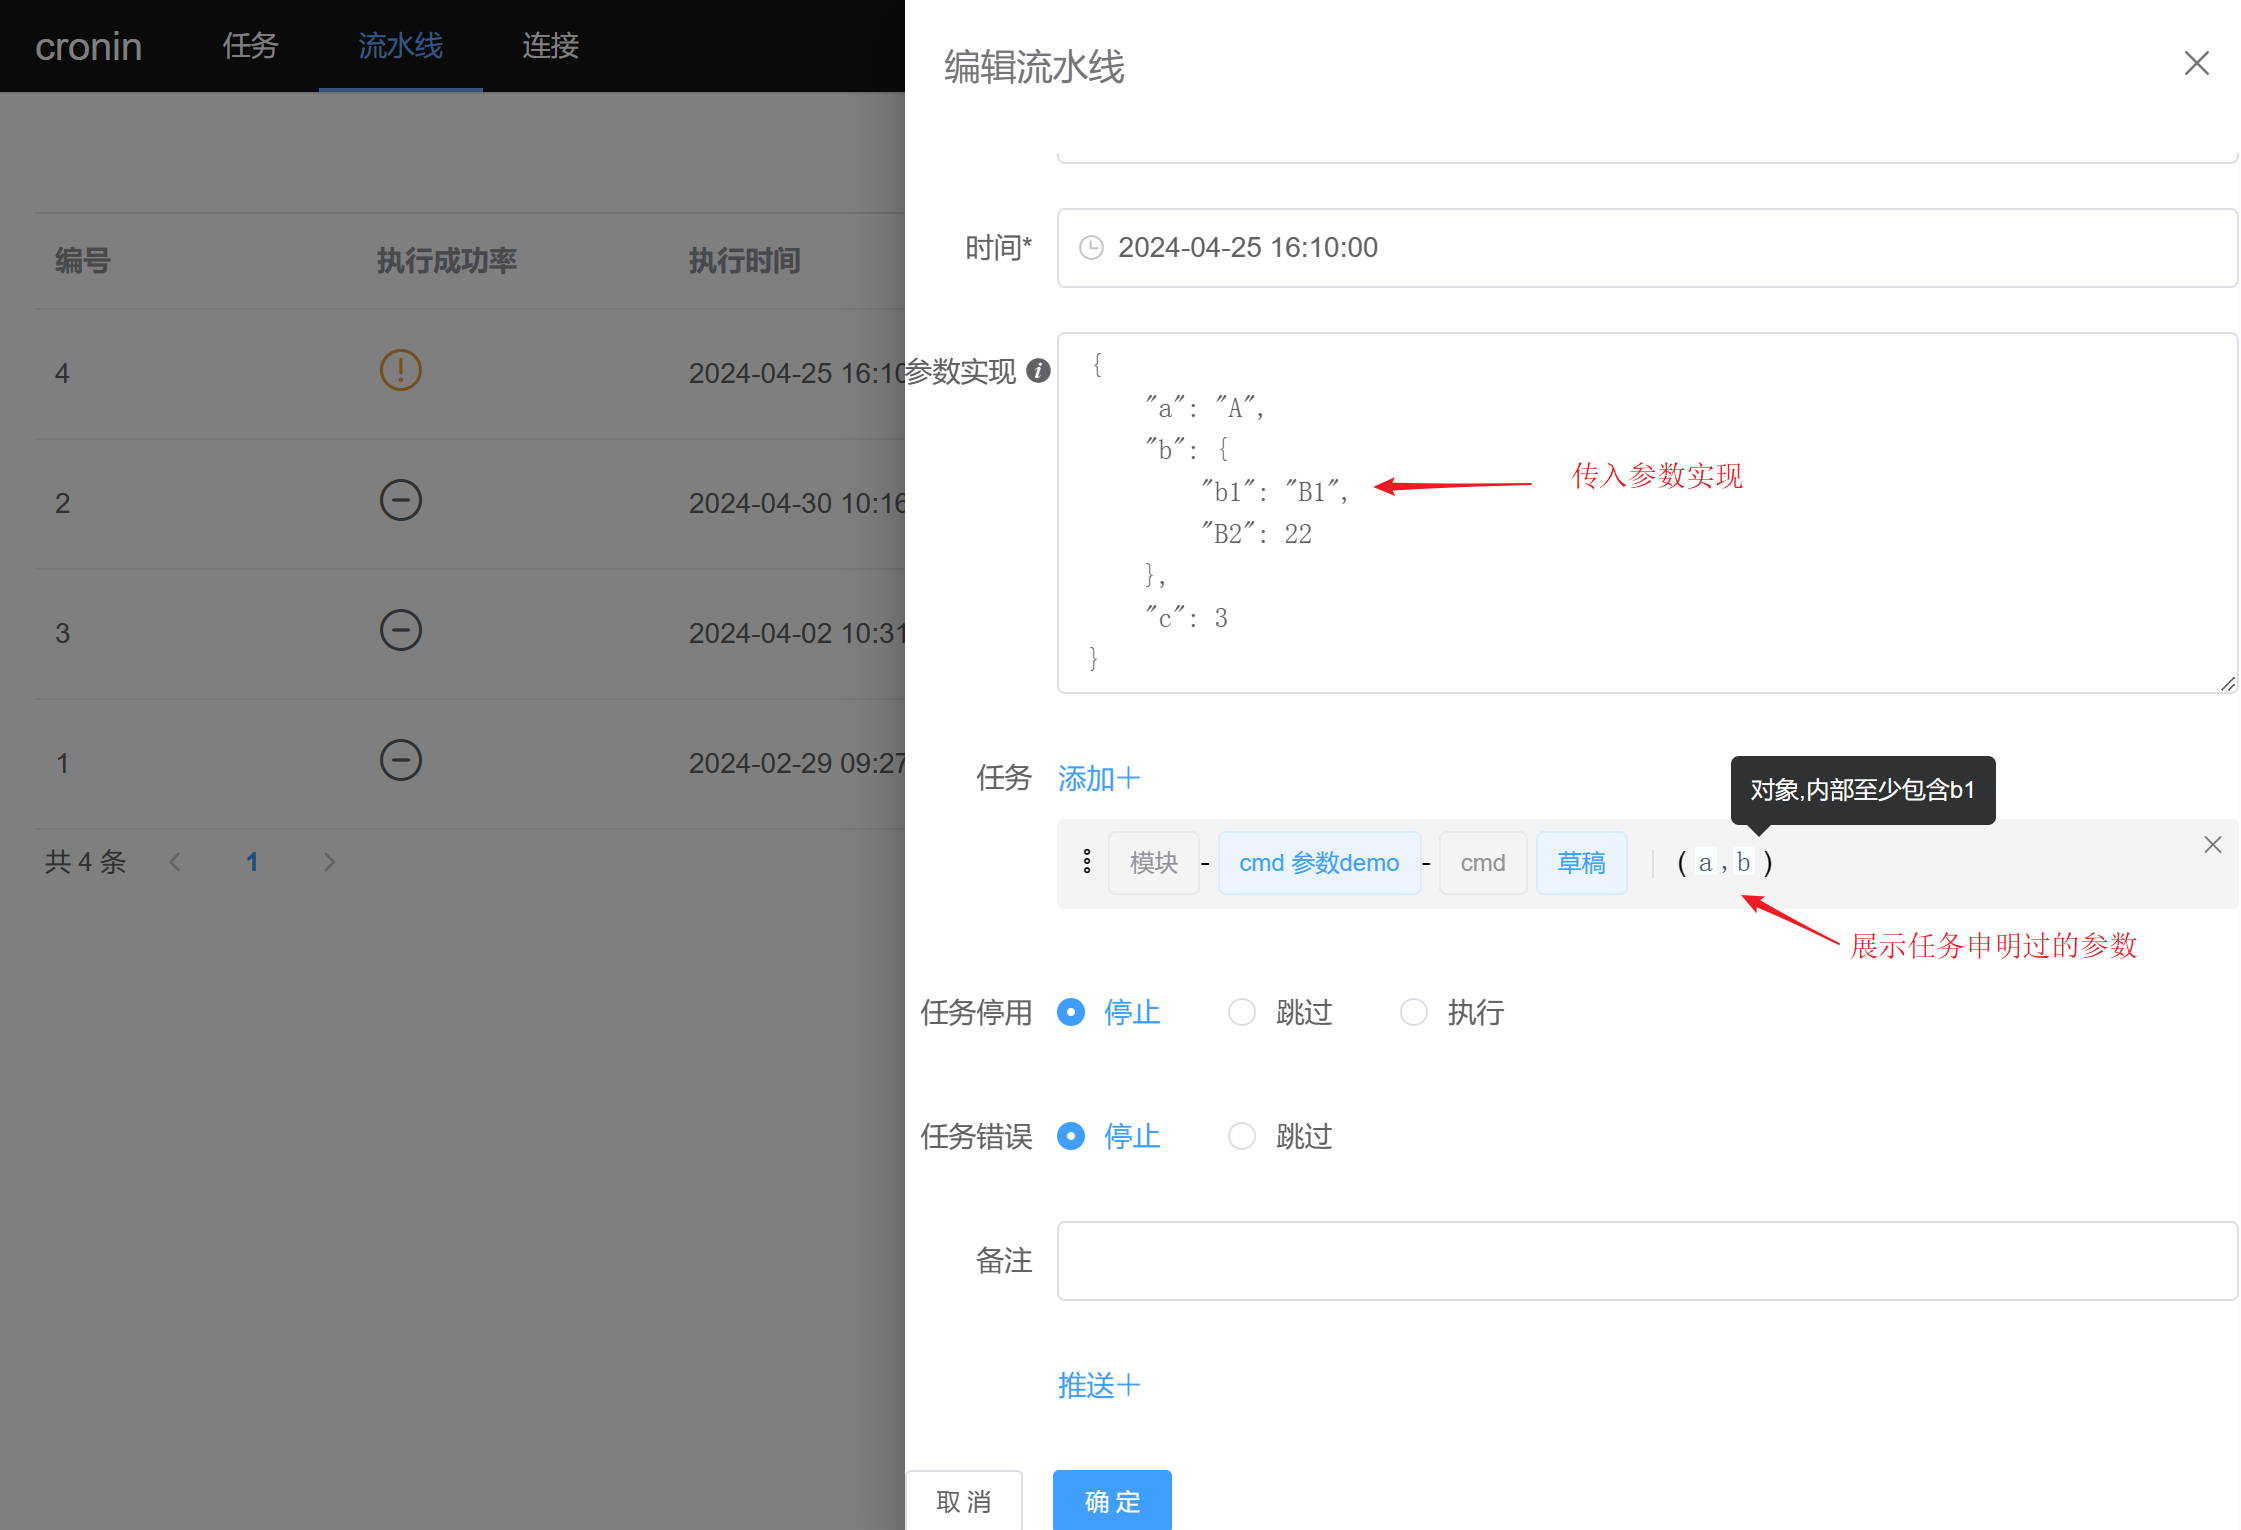 cronin 任务 流水线 连接
编号 执行成功率 执行时间
4 2024-04-25 16:10
2 2024-04-30 10:16
3 2024-04-02 10:31
1 2024-02-29 09:27
共 4 条 1
编辑流水线
时间* 2024-04-25 16:10:00
参数实现
{
"a": "A",
"b": {
"b1": "B1",
"B2": 22
},
"c": 3
}
传入参数实现
任务 添加
对象,内部至少包含b1
模块 - cmd 参数demo - cmd 草稿 ( a , b )
展示任务申明过的参数
任务停用 停止 跳过 执行
任务错误 停止 跳过
备注
推送
取 消 确 定